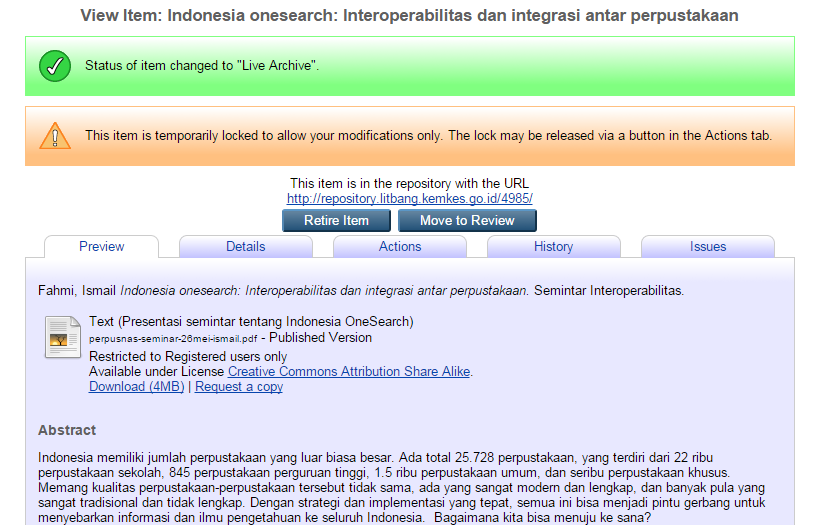 View Item: Indonesia onesearch: Interoperabilitas dan integrasi antar perpustakaan
Status of item changed to "Live Archive".
This item is temporarily locked to allow your modifications only. The lock may be released via a button in the Actions tab.
This item is in the repository with the URL
http://repository.litbang.kemkes.go.id/4985/
Retire Item Move to Review
Preview Details Actions History Issues
Fahmi, Ismail Indonesia onesearch: Interoperabilitas dan integrasi antar perpustakaan. Semintar Interoperabilitas.
Text (Presentasi semintar tentang Indonesia OneSearch)
perpusnas-seminar-26mei-ismail.pdf - Published Version
Restricted to Registered users only
Available under License Creative Commons Attribution Share Alike.
Download (4MB) | Request a copy
Abstract
Indonesia memiliki jumlah perpustakaan yang luar biasa besar. Ada total 25.728 perpustakaan, yang terdiri dari 22 ribu
perpustakaan sekolah, 845 perpustakaan perguruan tinggi, 1.5 ribu perpustakaan umum, dan seribu perpustakaan khusus.
Memang kualitas perpustakaan-perpustakaan tersebut tidak sama, ada yang sangat modern dan lengkap, dan banyak pula yang
sangat tradisional dan tidak lengkap. Dengan strategi dan implementasi yang tepat, semua ini bisa menjadi pintu gerbang untuk
menyebarkan informasi dan ilmu pengetahuan ke seluruh Indonesia. Bagaimana kita bisa menuju ke sana?